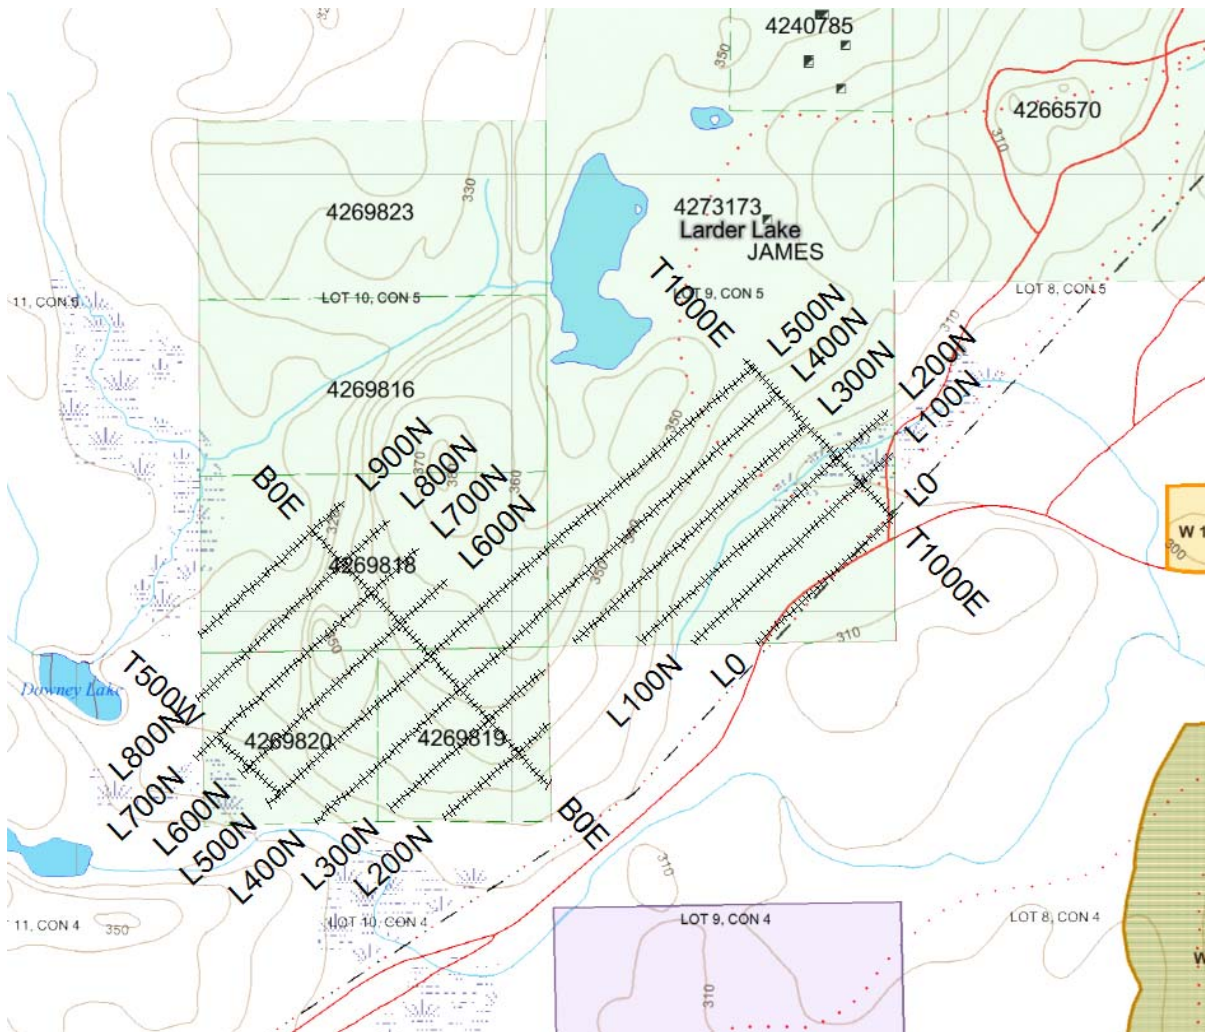 4240785
350
4266570
310
330
4269823
4273173
Larder Lake
JAMES
11, CON 5
LOT 10, CON 5
LOT 9, CON 5
LOT 8, CON 5
T1000E
L500N
L400N
L300N
L200N
L100N
310
4269816
350
B0E
L900N
L800N
L700N
L600N
370
360
L0
W 1
300
4269818
350
T1000E
310
350
Downey Lake
T500W
L100N
L0
4269820
4269819
L800N
L700N
L600N
L500N
L400N
L300N
L200N
B0E
310
11, CON 4
350
LOT 10, CON 4
LOT 9, CON 4
LOT 8, CON 4
310
W